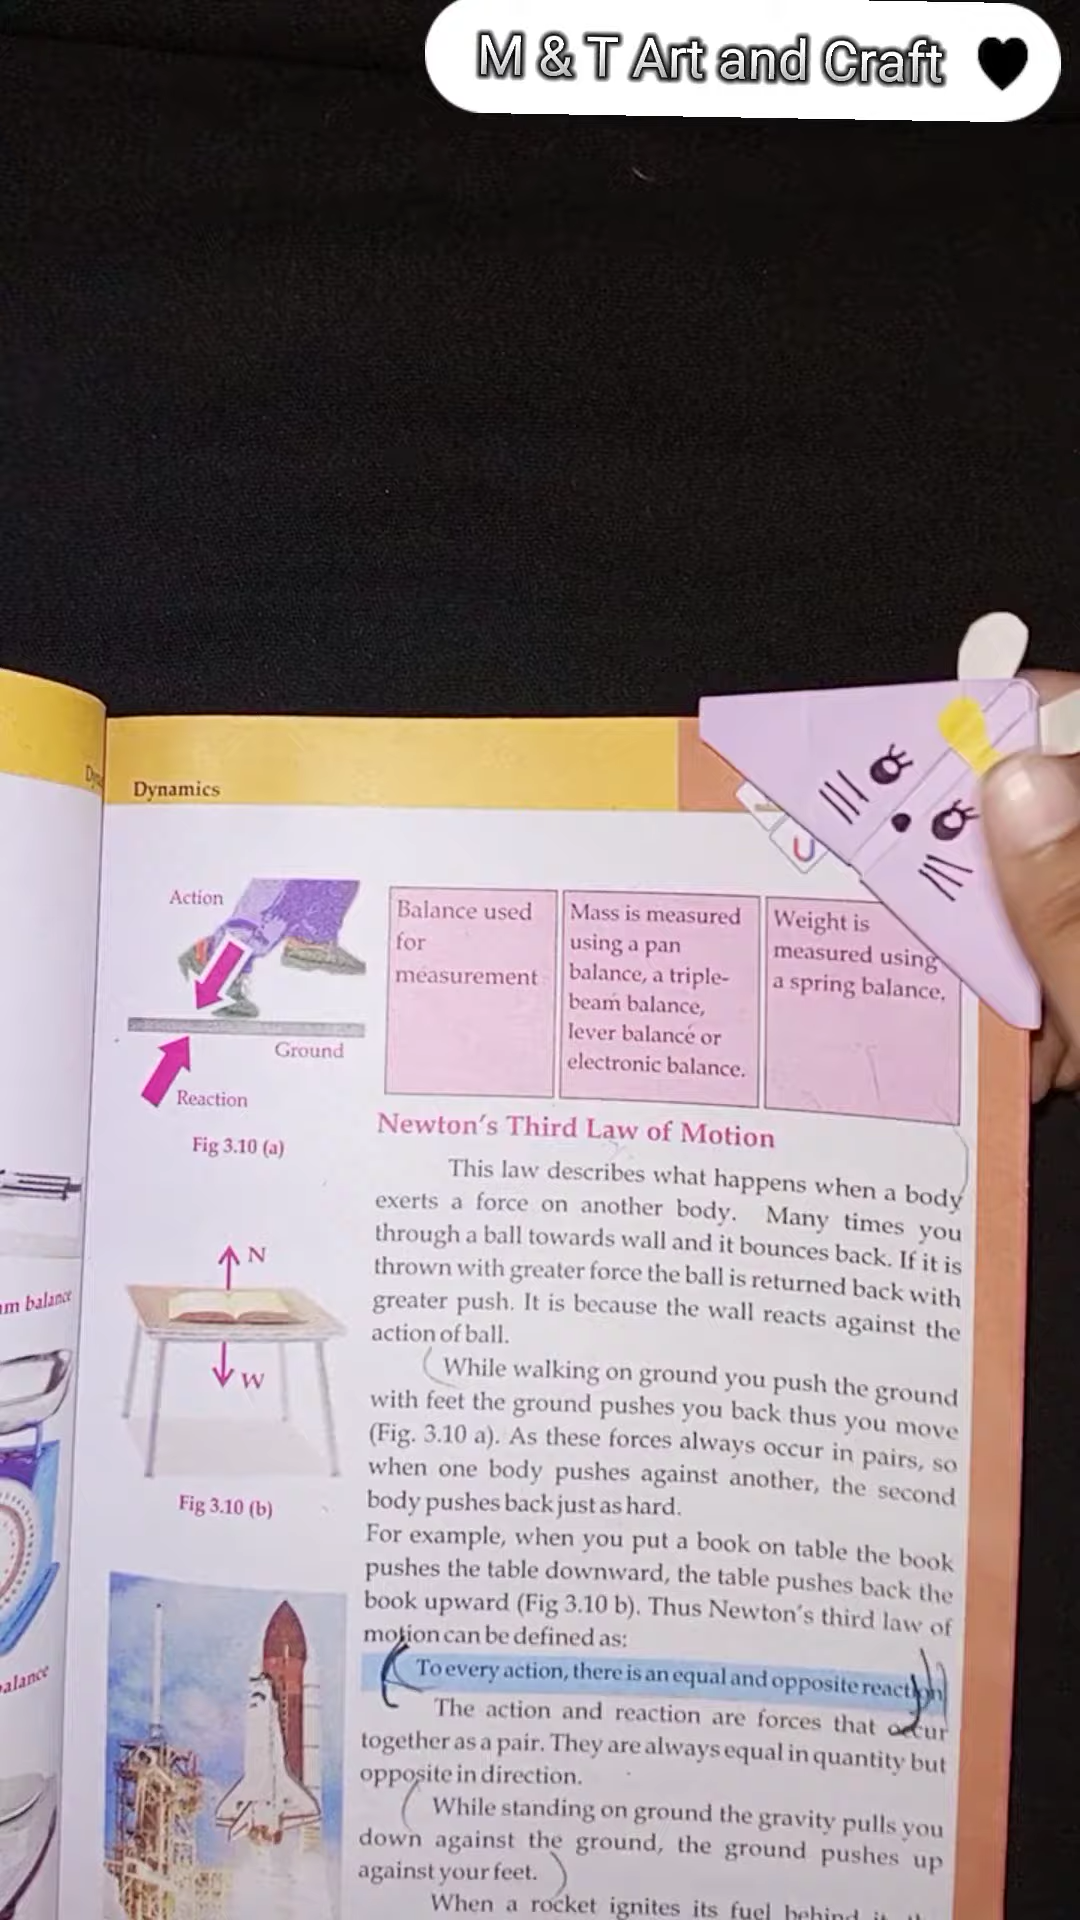 M & T Art and Craft
Dynamics
Action
Ground
Reaction
Fig 3.10 (a)
N
W
Fig 3.10 (b)
am balance
alance
Balance used
for
measurement
Mass is measured
using a pan
balance, a triple-
beam balance,
lever balance or
electronic balance.
Weight is
measured using
a spring balance.
Newton's Third Law of Motion
This law describes what happens when a body
exerts a force on another body. Many times you
through a ball towards wall and it bounces back. If it is
thrown with greater force the ball is returned back with
greater push. It is because the wall reacts against the
action of ball.
While walking on ground you push the ground
with feet the ground pushes you back thus you move
(Fig. 3.10 a). As these forces always occur in pairs, so
when one body pushes against another, the second
body pushes back just as hard.
For example, when you put a book on table the book
pushes the table downward, the table pushes back the
book upward (Fig 3.10 b). Thus Newton's third law of
motion can be defined as:
To every action, there is an equal and opposite reaction
The action and reaction are forces that occur
together as a pair. They are always equal in quantity but
opposite in direction.
While standing on ground the gravity pulls you
down against the ground, the ground pushes up
against your feet.
When a rocket ignites its fuel behind it